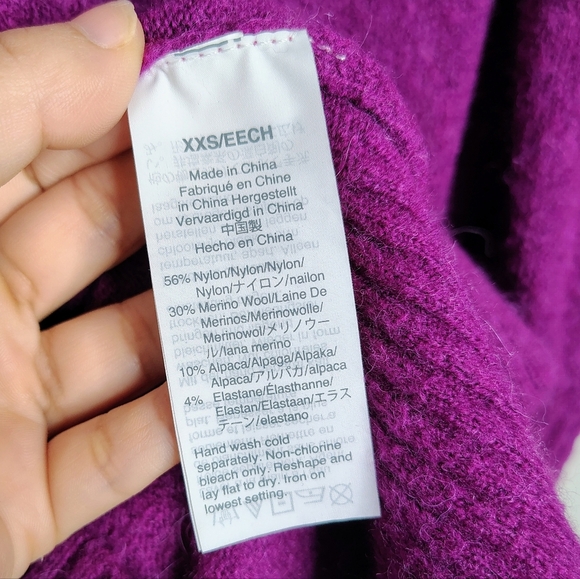 XXS/EECH
Made in China
Fabriqué en Chine
in China Hergestellt
Vervaardigd in China
中国製
Hecho en China
56% Nylon/Nylon/Nylon/
Nylon/ナイロン/nailon
30% Merino Wool/Laine De
Merinos/Merinowolle/
Merinowol/メリノウー
ル/lana merino
10% Alpaca/Alpaga/Alpaka/
Alpaca/アルパカ/alpaca
4% Elastane/Élasthanne/
Elastan/Elastaan/エラス
テーン/elastano
Hand wash cold
separately. Non-chlorine
bleach only. Reshape and
lay flat to dry. Iron on
lowest setting.